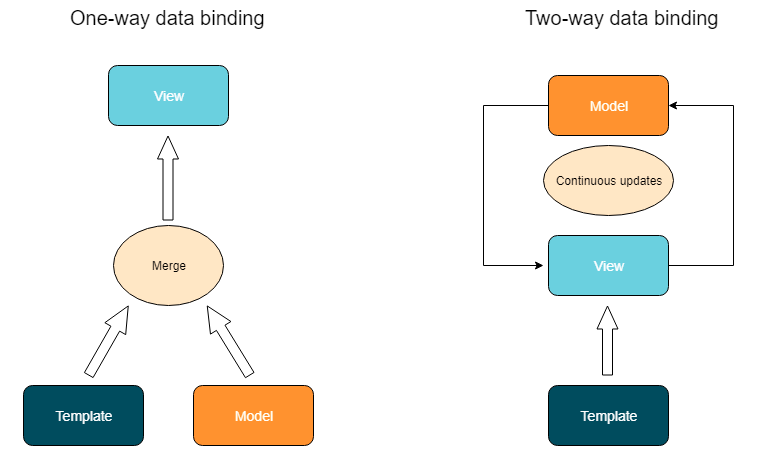 One-way data binding
View
Merge
Template
Model
Two-way data binding
Model
Continuous updates
View
Template